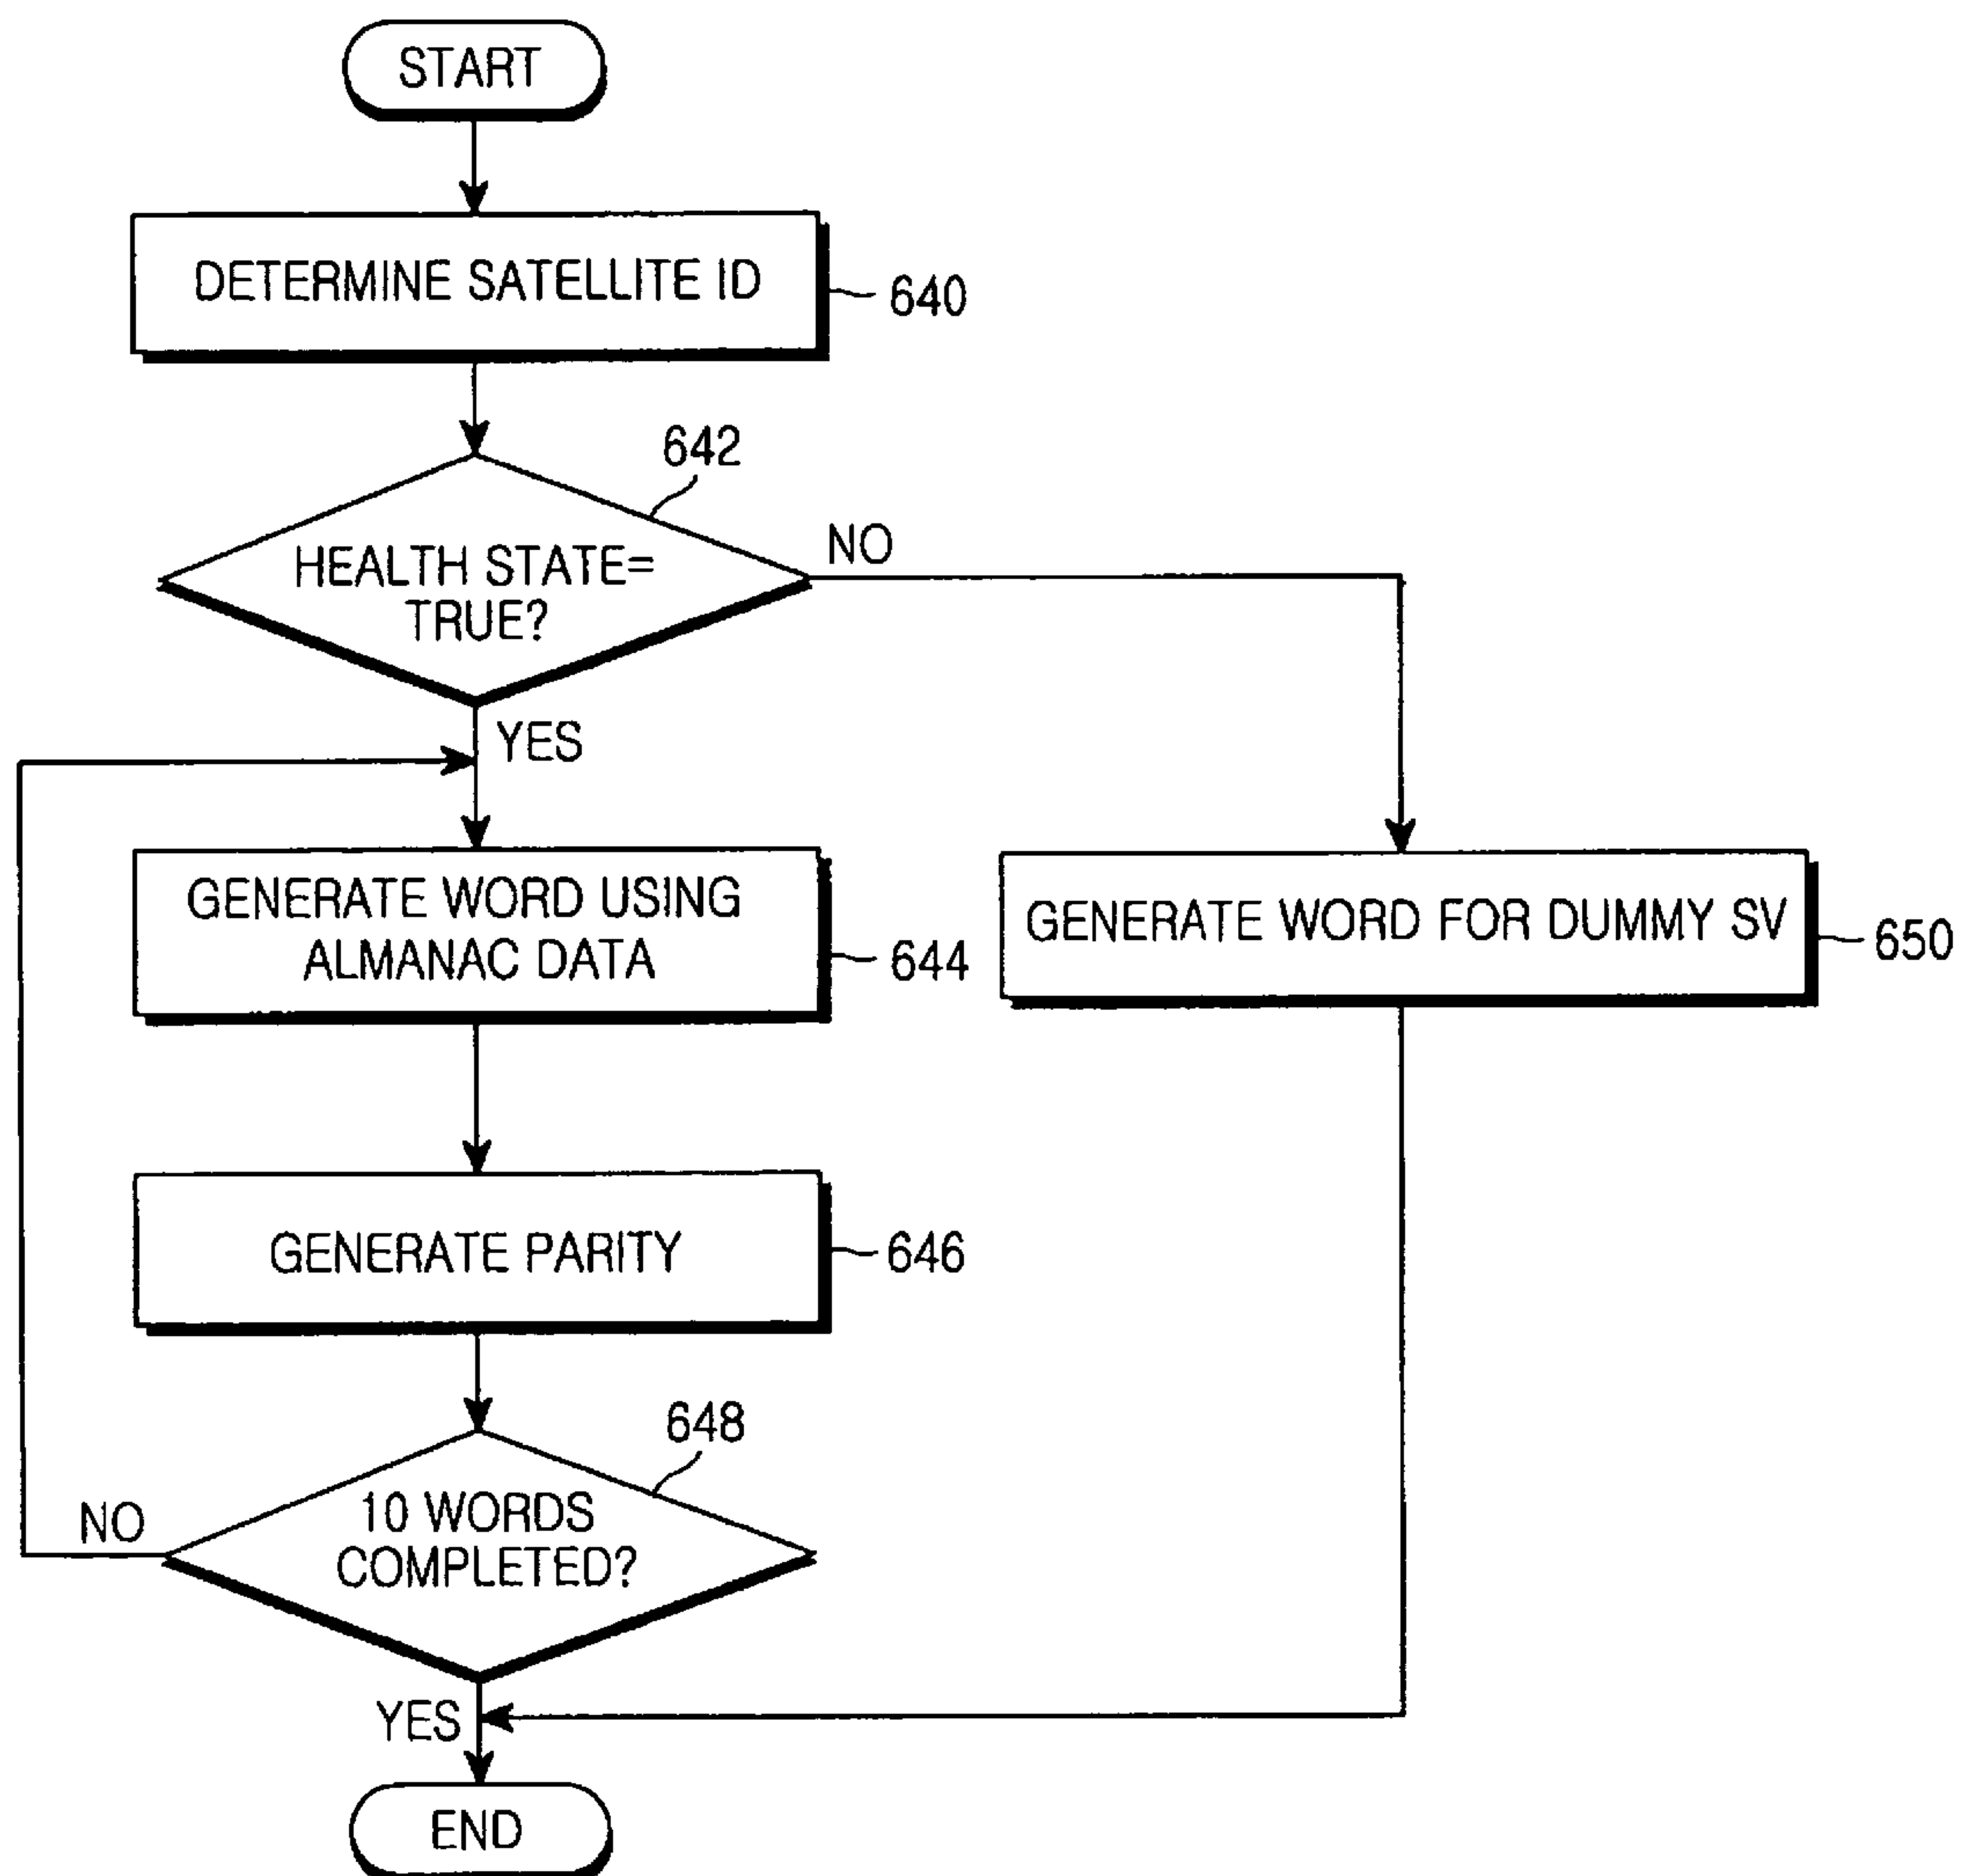 START
DETERMINE SATELLITE ID
640
642
HEALTH STATE=
TRUE?
NO
YES
GENERATE WORD USING
ALMANAC DATA
644
GENERATE WORD FOR DUMMY SV
650
GENERATE PARITY
646
648
10 WORDS
COMPLETED?
NO
YES
END